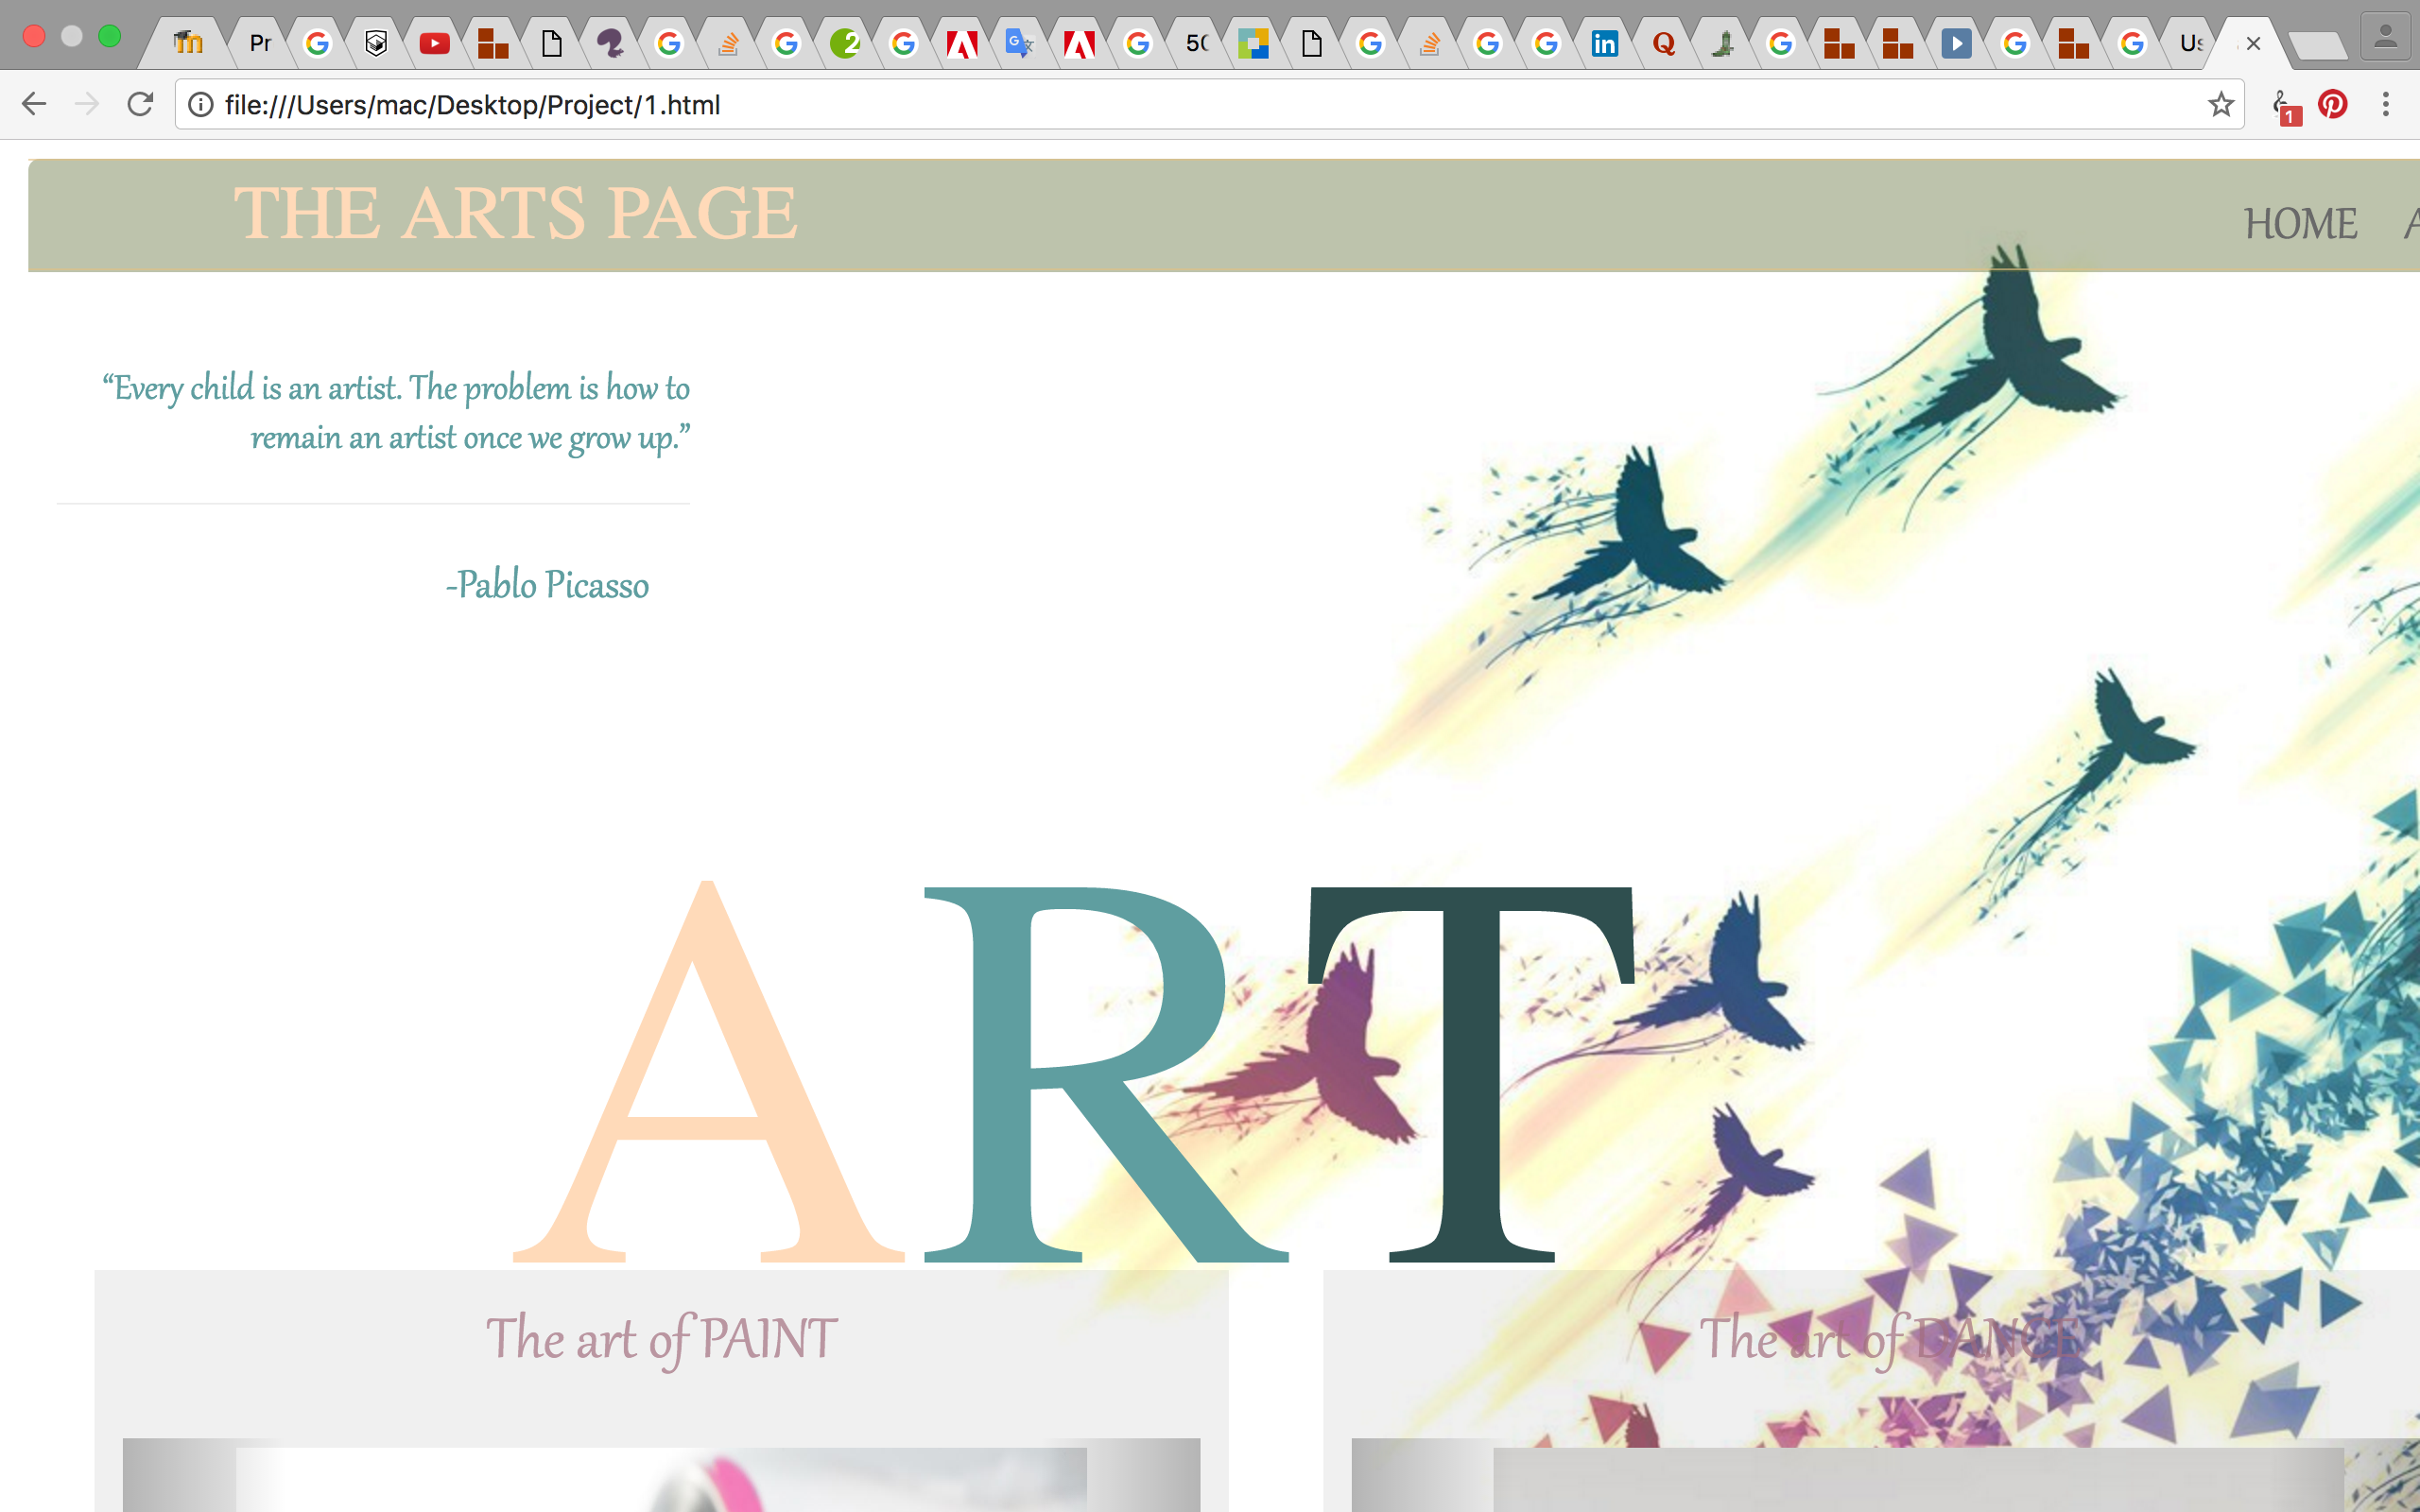 Pr
50
Us
file:///Users/mac/Desktop/Project/1.html
1
THE ARTS PAGE
HOME
“Every child is an artist. The problem is how to
remain an artist once we grow up.”
-Pablo Picasso
ART
The art of PAINT
The art of DANCE